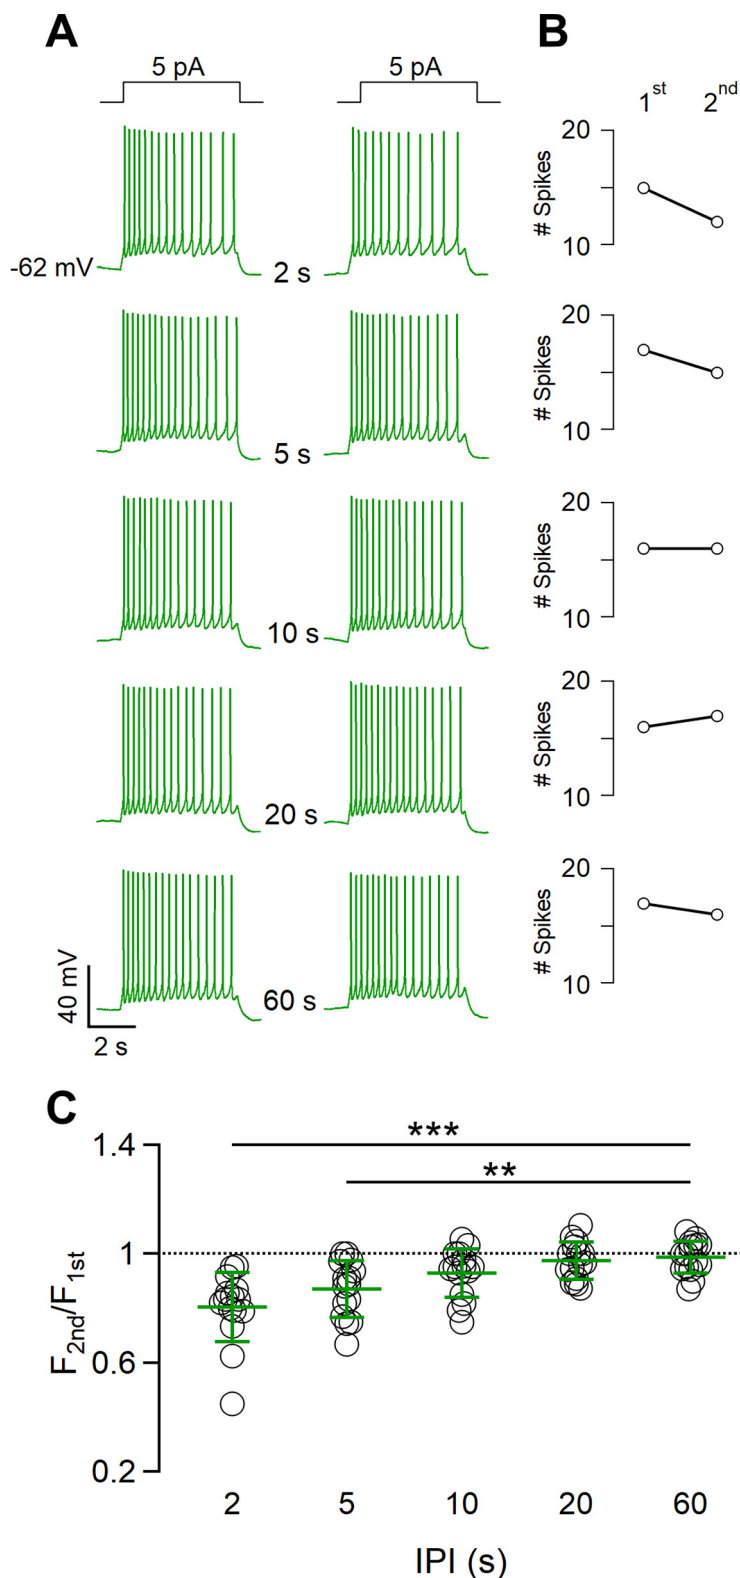 A
B
5 pA
5 pA
1st
2nd
20
# Spikes
10
-62 mV
2 s
20
# Spikes
10
5 s
20
# Spikes
10
10 s
20
# Spikes
10
20 s
20
# Spikes
10
60 s
40 mV
2 s
C
1.4
***
**
1
0.6
0.2
F2nd/F1st
2 5 10 20 60
IPI (s)